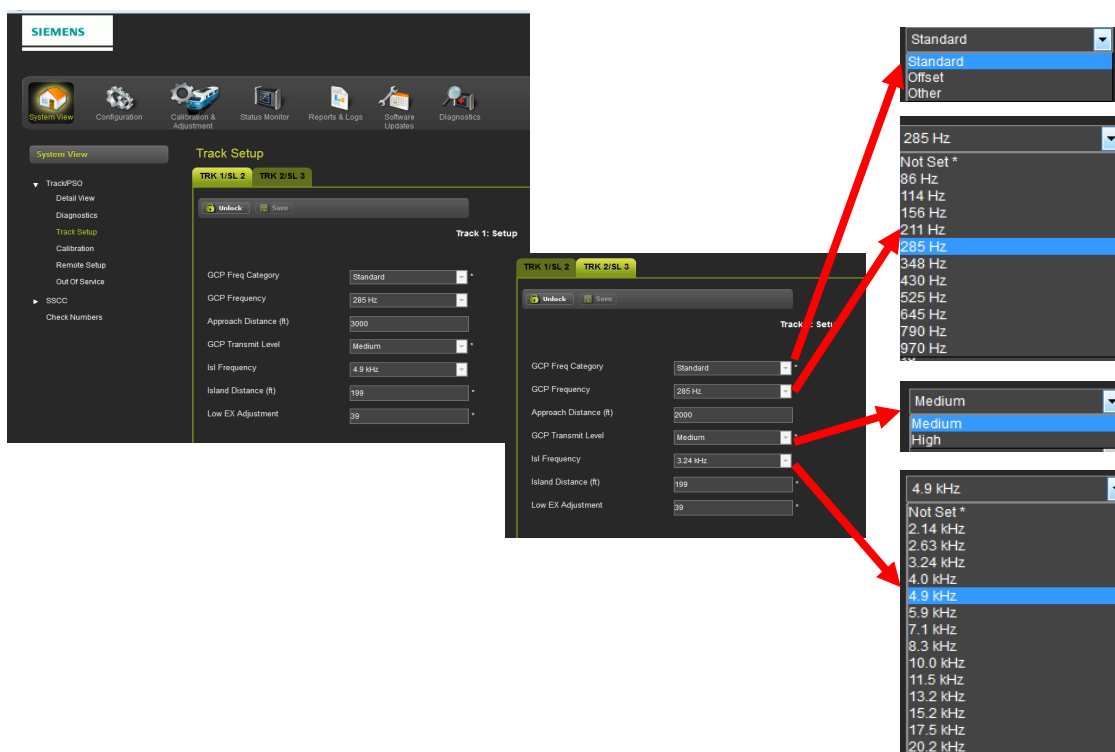 SIEMENS
System View
Configuration
Calibration &
Adjustment
Status Monitor
Reports & Logs
Software
Updates
Diagnostics
System View
Track/PSO
Detail View
Diagnostics
Track Setup
Calibration
Remote Setup
Out Of Service
SSCC
Check Numbers
Track Setup
TRK 1/SL 2 TRK 2/SL 3
Unlock Save
Track 1: Setup
GCP Freq Category Standard *
GCP Frequency 285 Hz
Approach Distance (ft) 3000
GCP Transmit Level Medium *
Isl Frequency 4.9 kHz
Island Distance (ft) 199 *
Low EX Adjustment 39 *
TRK 1/SL 2 TRK 2/SL 3
Unlock Save
GCP Freq Category Standard *
GCP Frequency 285 Hz
Approach Distance (ft) 2000
GCP Transmit Level Medium *
Isl Frequency 3.24 kHz
Island Distance (ft) 199 *
Low EX Adjustment 39 *
Standard
Standard
Offset
Other
285 Hz
Not Set *
86 Hz
114 Hz
156 Hz
211 Hz
285 Hz
348 Hz
430 Hz
525 Hz
645 Hz
790 Hz
970 Hz
Medium
Medium
High
4.9 kHz
Not Set *
2.14 kHz
2.63 kHz
3.24 kHz
4.0 kHz
4.9 kHz
5.9 kHz
7.1 kHz
8.3 kHz
10.0 kHz
11.5 kHz
13.2 kHz
15.2 kHz
17.5 kHz
20.2 kHz